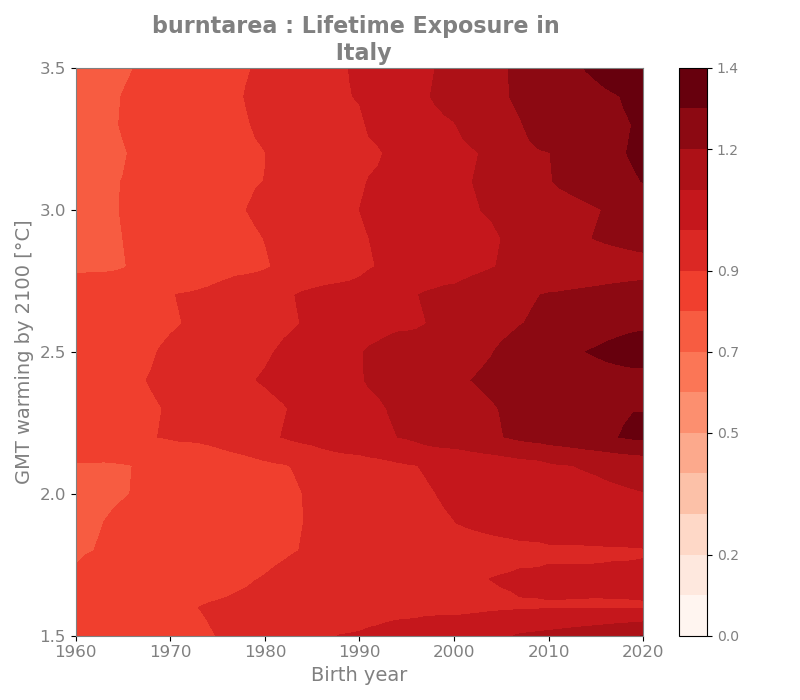 burntarea : Lifetime Exposure in
Italy
GMT warming by 2100 [°C]
3.5
3.0
2.5
2.0
1.5
1960 1970 1980 1990 2000 2010 2020
Birth year
1.4
1.2
0.9
0.7
0.5
0.2
0.0